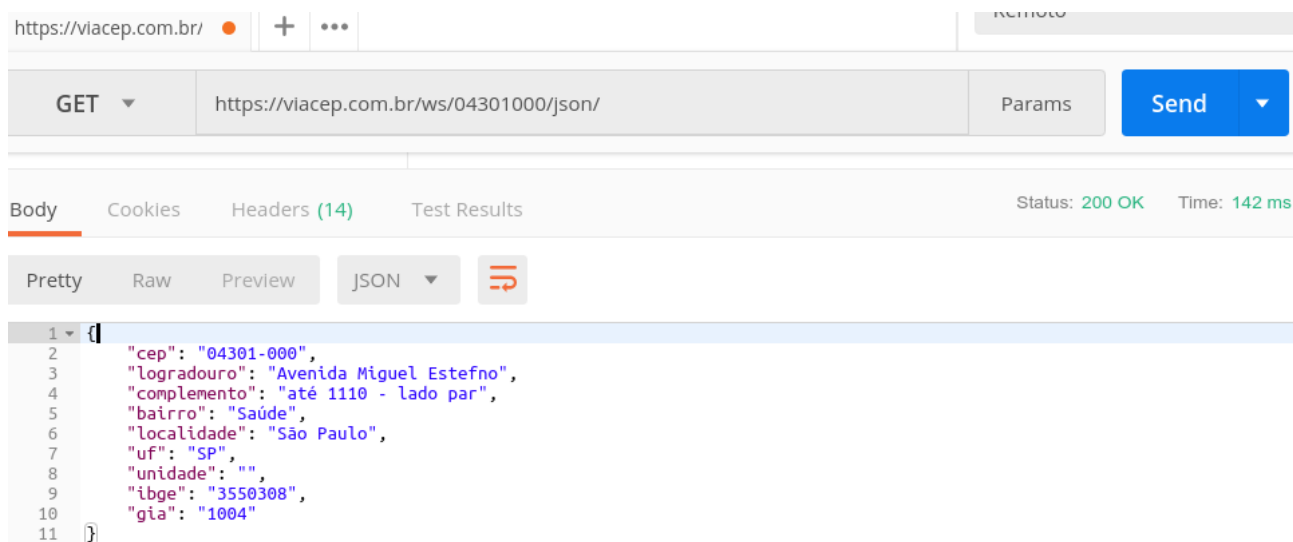 https://viacep.com.br/ + •••
Remoto
GET https://viacep.com.br/ws/04301000/json/ Params Send
Body Cookies Headers (14) Test Results Status: 200 OK Time: 142 ms
Pretty Raw Preview JSON
1 {
2 "cep": "04301-000",
3 "logradouro": "Avenida Miguel Estefno",
4 "complemento": "até 1110 - lado par",
5 "bairro": "Saúde",
6 "localidade": "São Paulo",
7 "uf": "SP",
8 "unidade": "",
9 "ibge": "3550308",
10 "gia": "1004"
11 }